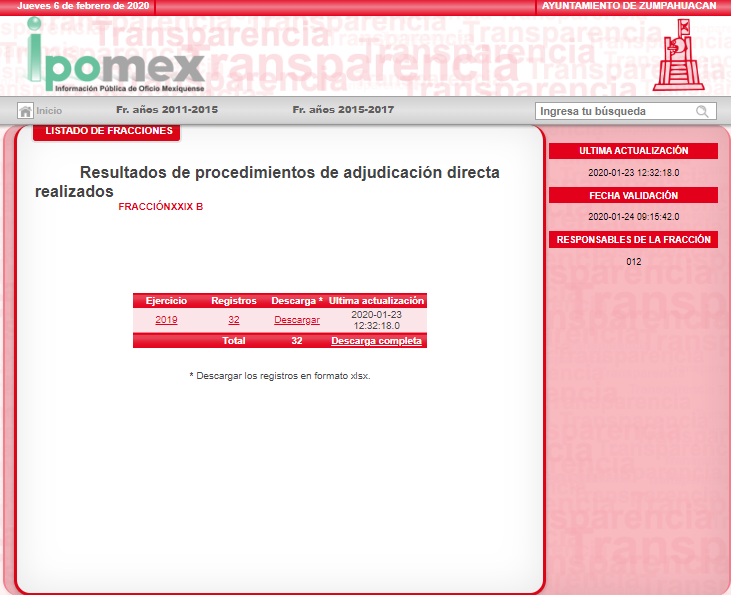 Jueves 6 de febrero de 2020
AYUNTAMIENTO DE ZUMPAHUACAN
ipomex
Información Pública de Oficio Mexiquense
Transparencia
Inicio
Fr. años 2011-2015
Fr. años 2015-2017
Ingresa tu búsqueda
LISTADO DE FRACCIONES
Resultados de procedimientos de adjudicación directa
realizados
FRACCIÓNXXIX B
Ejercicio Registros Descarga * Ultima actualización
2019 32 Descargar 2020-01-23
12:32:18.0
Total 32 Descarga completa
* Descargar los registros en formato xlsx.
ULTIMA ACTUALIZACIÓN
2020-01-23 12:32:18.0
FECHA VALIDACIÓN
2020-01-24 09:15:42.0
RESPONSABLES DE LA FRACCIÓN
012